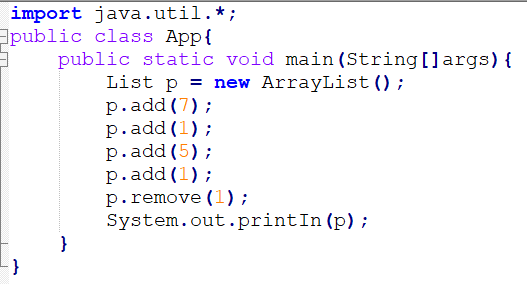 import java.util.*;
public class App{
public static void main(String[]args){
List p = new ArrayList();
p.add(7);
p.add(1);
p.add(5);
p.add(1);
p.remove(1);
System.out.printIn(p);
}
}